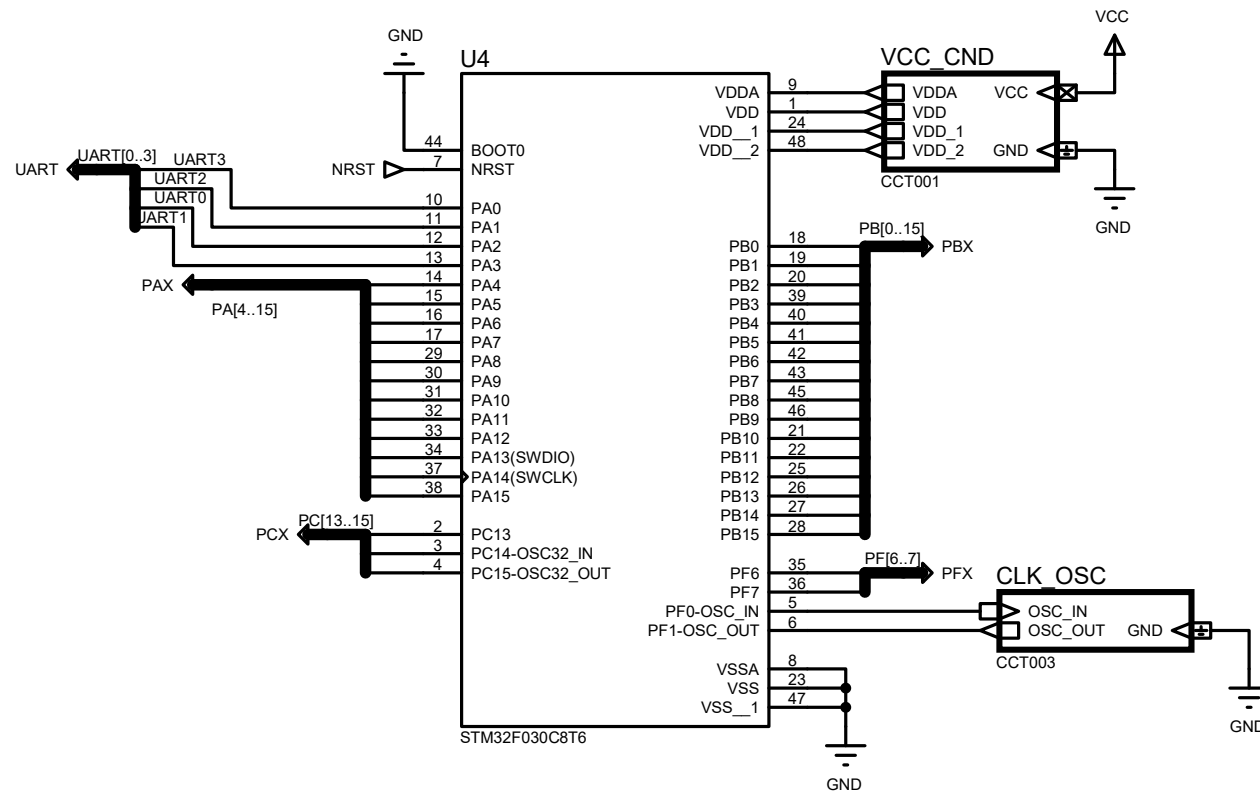 VCC
GND
U4
VCC_CND
VDDA 9 VDDA VCC
VDD 1 VDD
VDD__1 24 VDD_1
VDD__2 48 VDD_2 GND
CCT001
GND
44 BOOT0
NRST 7 NRST
UART UART[0..3] UART3
UART2
UART0
UART1
10 PA0
11 PA1
12 PA2
13 PA3
PAX 14 PA4
PA[4..15]
15 PA5
16 PA6
17 PA7
29 PA8
30 PA9
31 PA10
32 PA11
33 PA12
34 PA13(SWDIO)
37 PA14(SWCLK)
38 PA15
PCX PC[13..15] 2 PC13
3 PC14-OSC32_IN
4 PC15-OSC32_OUT
PB[0..15]
PB0 18 PBX
PB1 19
PB2 20
PB3 39
PB4 40
PB5 41
PB6 42
PB7 43
PB8 45
PB9 46
PB10 21
PB11 22
PB12 25
PB13 26
PB14 27
PB15 28
PF[6..7]
PF6 35 PFX
PF7 36
CLK_OSC
PF0-OSC_IN 5 OSC_IN
PF1-OSC_OUT 6 OSC_OUT GND
CCT003
VSSA 8
VSS 23
VSS__1 47
GND
STM32F030C8T6
GND